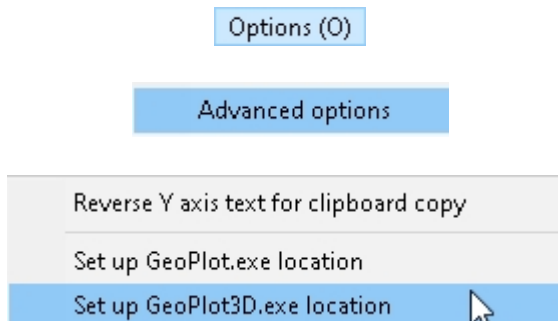 Options (O)
Advanced options
Reverse Y axis text for clipboard copy
Set up GeoPlot.exe location
Set up GeoPlot3D.exe location